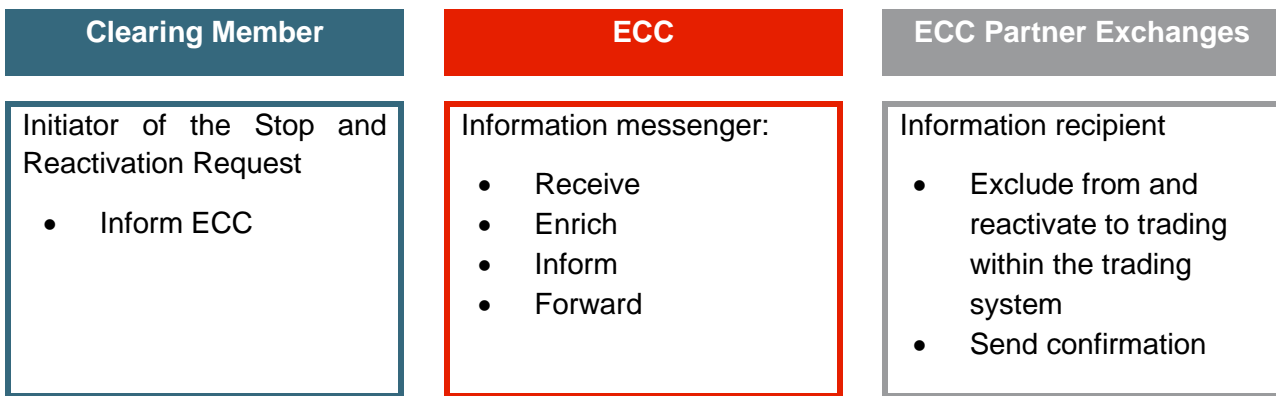 Clearing Member
Initiator of the Stop and
Reactivation Request
• Inform ECC
ECC
Information messenger:
• Receive
• Enrich
• Inform
• Forward
ECC Partner Exchanges
Information recipient
• Exclude from and
reactivate to trading
within the trading
system
• Send confirmation